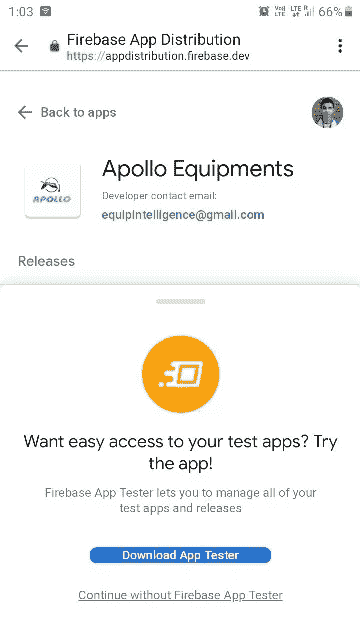 1:03
Vo)
LTE
LTE
R
66%
Firebase App Distribution
https://appdistribution.firebase.dev
Back to apps
APOLLO
Apollo Equipments
Developer contact email:
equipintelligence@gmail.com
Releases
Want easy access to your test apps? Try
the app!
Firebase App Tester lets you to manage all of your
test apps and releases
Download App Tester
Continue without Firebase App Tester